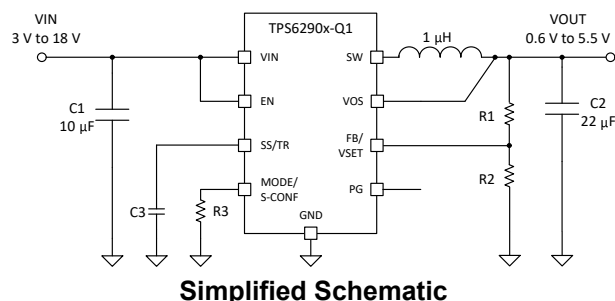 VIN
3 V to 18 V
TPS6290x-Q1
1 µH
VOUT
0.6 V to 5.5 V
VIN
SW
C1
10 µF
EN
VOS
R1
C2
22 µF
SS/TR
FB/
VSET
C3
R3
MODE/
S-CONF
PG
R2
GND
Simplified Schematic